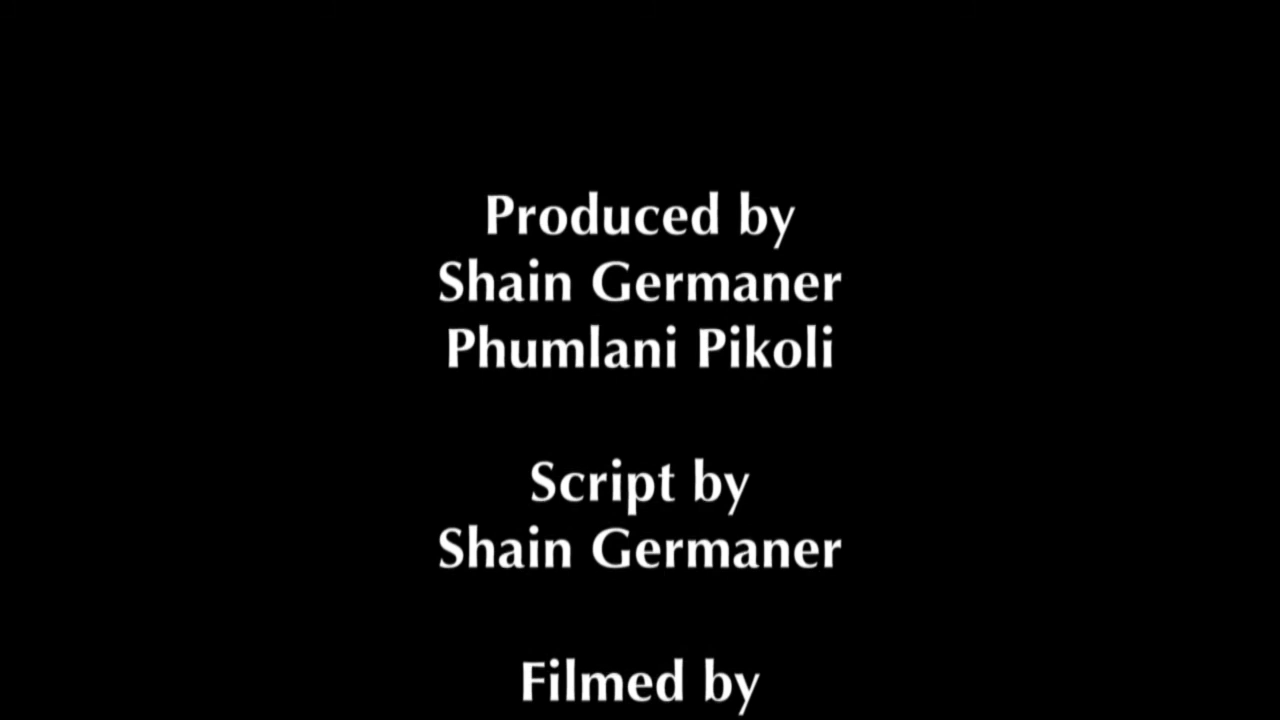 Produced by
Shain Germaner
Phumlani Pikoli
Script by
Shain Germaner
Filmed by